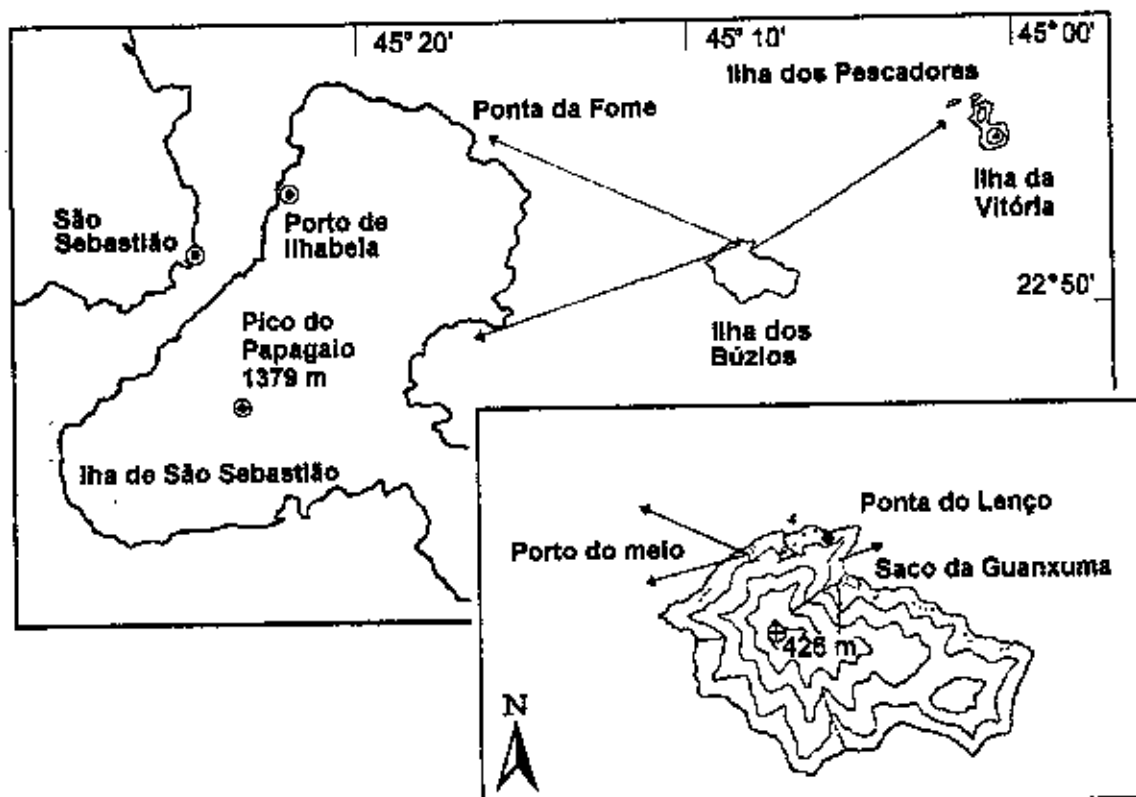 45° 20'
45° 10'
45° 00'
Ilha dos Pescadores
Ponta da Fome
Ilha da
Vitória
São
Sebastião
Porto de
Ilhabela
22° 50'
Pico do
Papagaio
1379 m
Ilha dos
Búzios
Ilha de São Sebastião
Ponta do Lenço
Porto do meio
Saco da Guanxuma
426 m
N